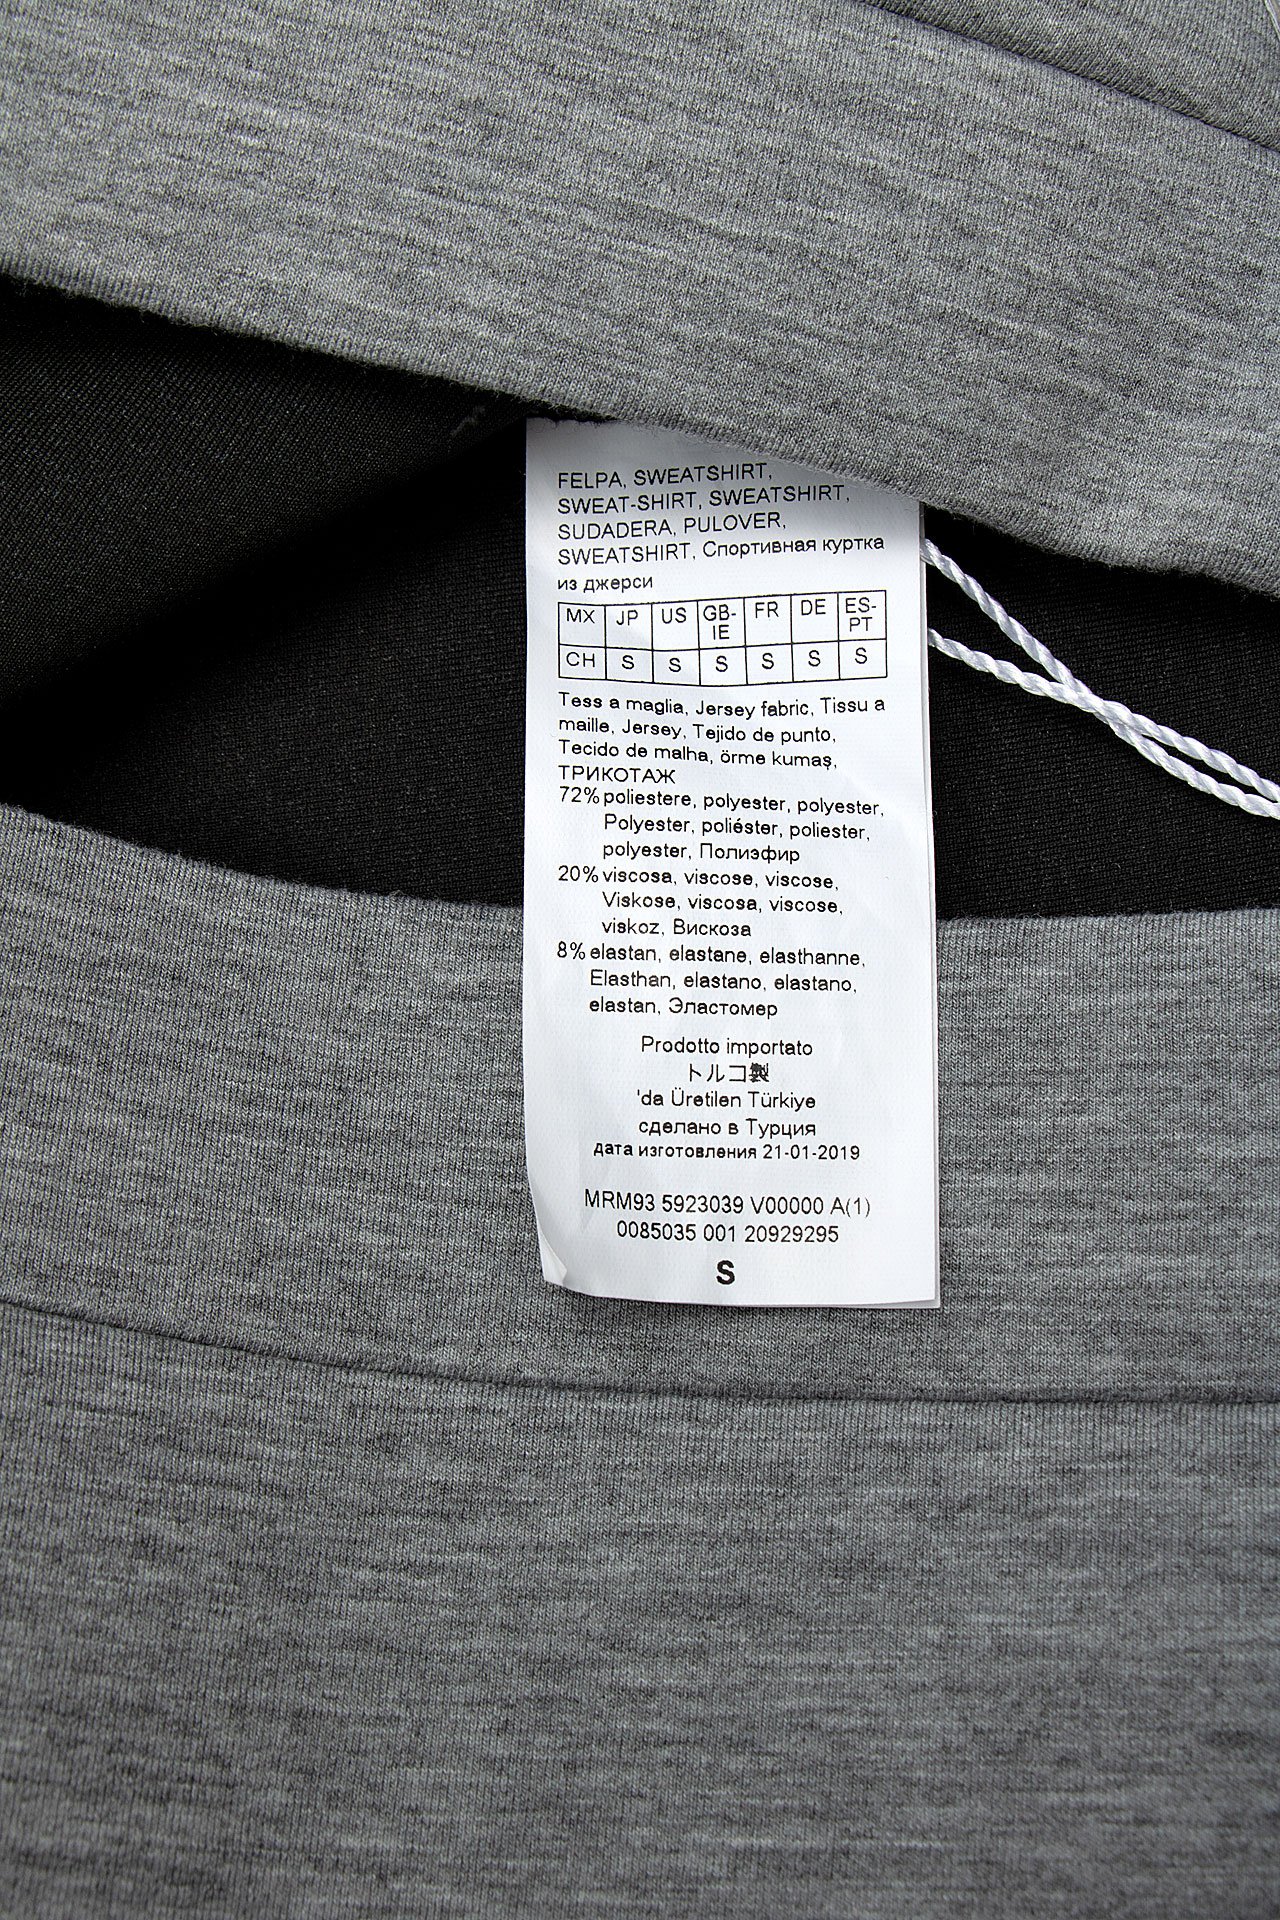 FELPA, SWEATSHIRT,
SWEAT-SHIRT, SWEATSHIRT,
SUDADERA, PULOVER,
SWEATSHIRT, Спортивная куртка
из джерси
MX JP US GB-IE FR DE ES-PT
CH S S S S S S
Tess a maglia, Jersey fabric, Tissu a
maille, Jersey, Tejido de punto,
Tecido de malha, örme kumaş,
ТРИКОТАЖ
72% poliestere, polyester, polyester,
Polyester, poliéster, poliester,
polyester, Полиэфир
20% viscosa, viscose, viscose,
Viskose, viscosa, viscose,
viskoz, Вискоза
8% elastan, elastane, elasthanne,
Elasthan, elastano, elastano,
elastan, Эластомер
Prodotto importato
トルコ製
'da Üretilen Türkiye
сделано в Турция
дата изготовления 21-01-2019
MRM93 5923039 V00000 A(1)
0085035 001 20929295
S